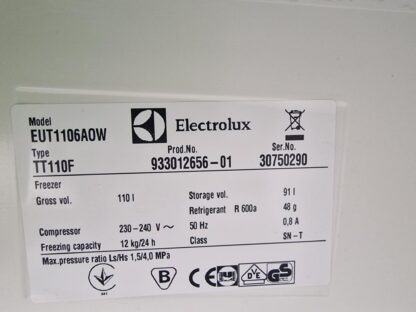 Model
EUT1106AOW
Electrolux
Type Prod.No. Ser.No.
TT110F 933012656-01 30750290
Freezer
Gross vol. 110 l Storage vol. 91 l
Refrigerant R 600a 48 g
Compressor 230-240 V ~ 50 Hz 0,8 A
Freezing capacity 12 kg/24 h Class SN - T
Max.pressure ratio Ls/Hs 1,5/4,0 MPa
B CE DVE GS